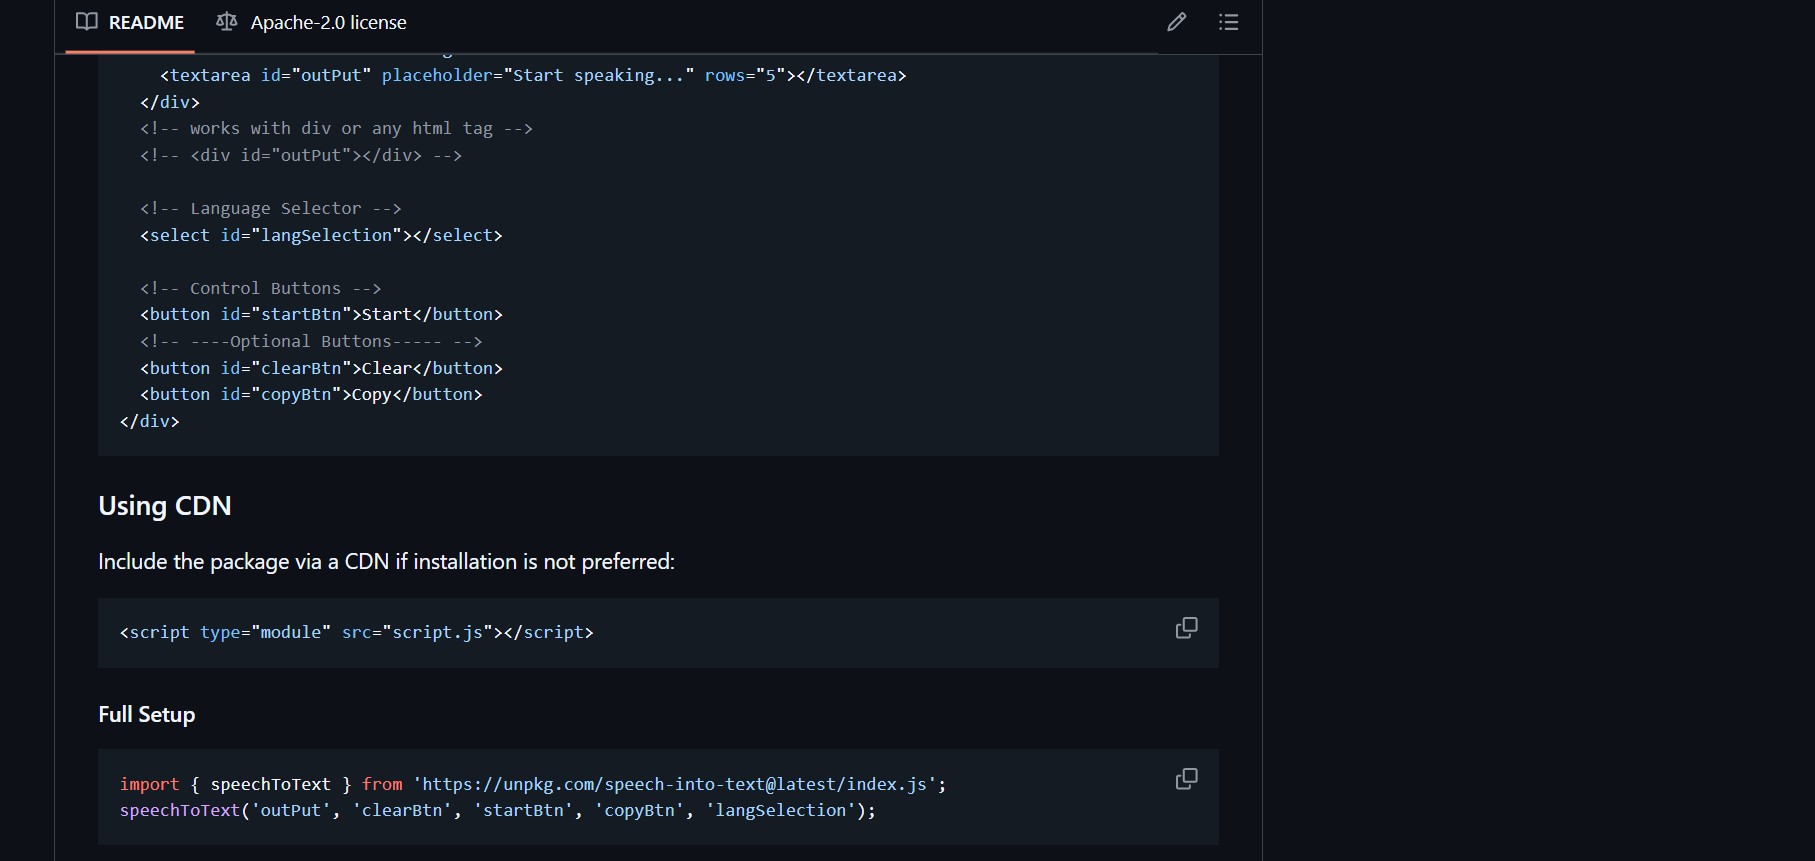 README Apache-2.0 license
<textarea id="outPut" placeholder="Start speaking..." rows="5"></textarea>
</div>
<!-- works with div or any html tag -->
<!-- <div id="outPut"></div> -->
<!-- Language Selector -->
<select id="langSelection"></select>
<!-- Control Buttons -->
<button id="startBtn">Start</button>
<!-- ----Optional Buttons----- -->
<button id="clearBtn">Clear</button>
<button id="copyBtn">Copy</button>
</div>
Using CDN
Include the package via a CDN if installation is not preferred:
<script type="module" src="script.js"></script>
Full Setup
import { speechToText } from 'https://unpkg.com/speech-into-text@latest/index.js';
speechToText('outPut', 'clearBtn', 'startBtn', 'copyBtn', 'langSelection');